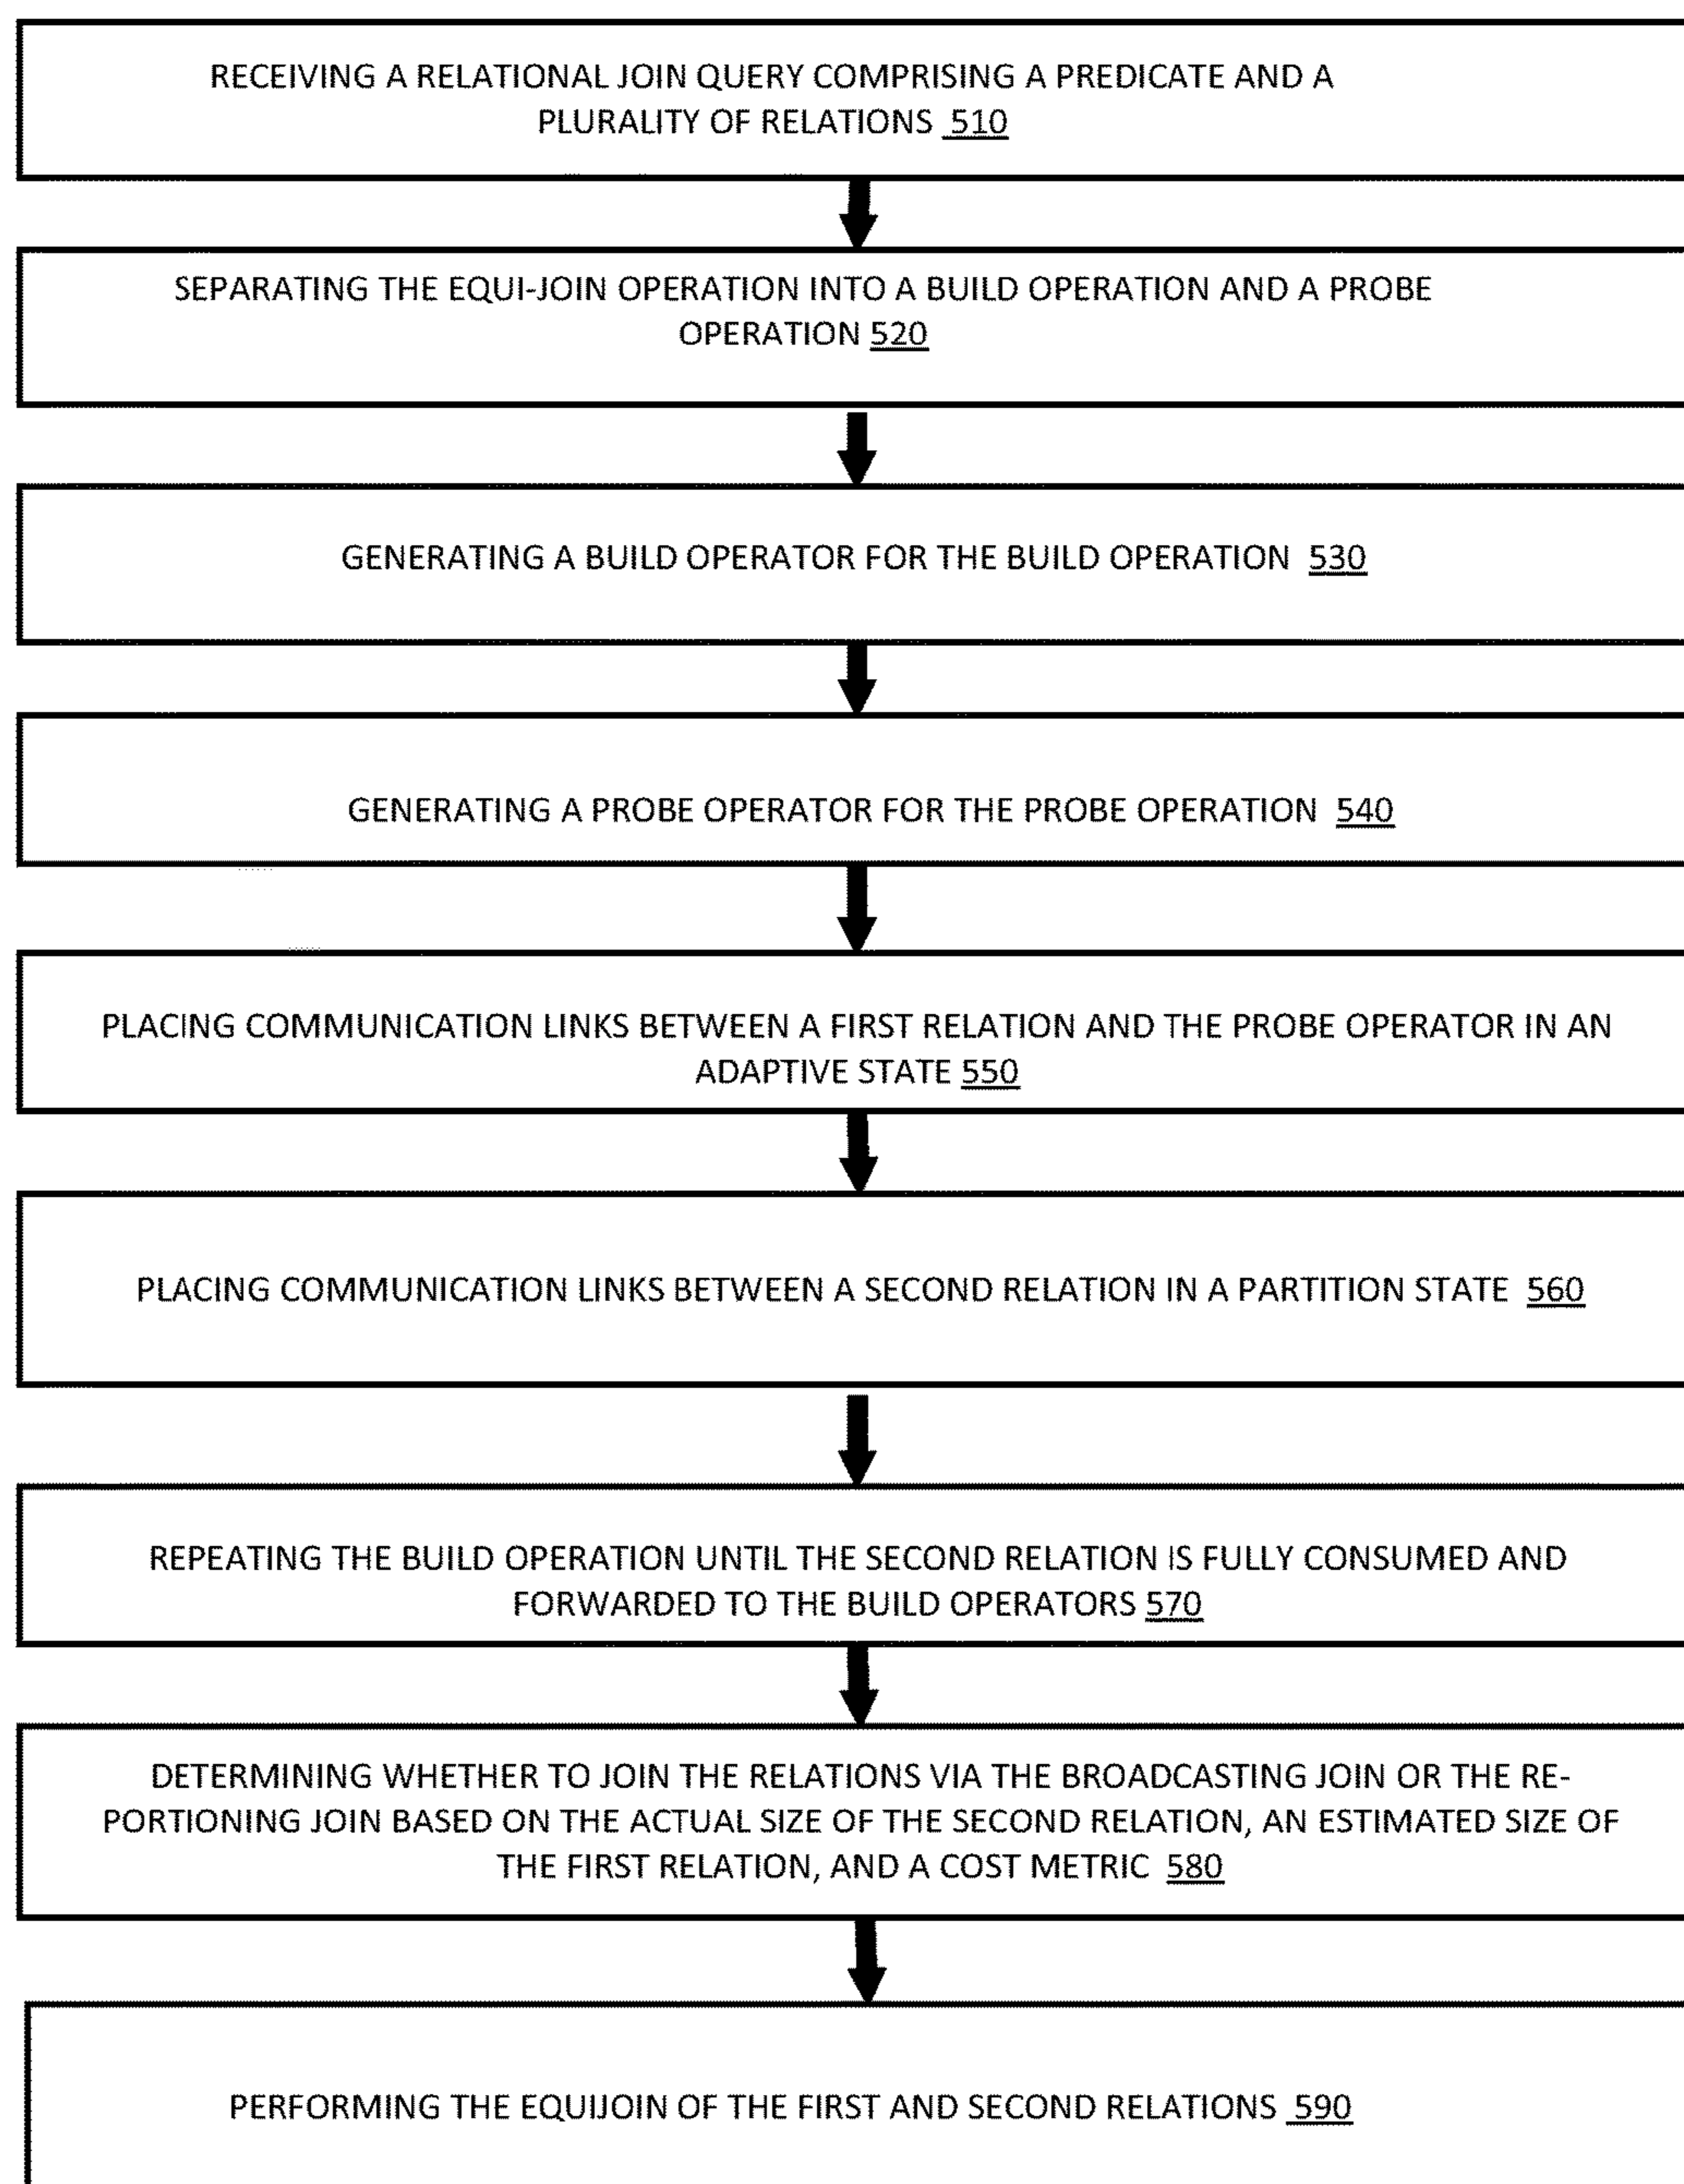 RECEIVING A RELATIONAL JOIN QUERY COMPRISING A PREDICATE AND A
PLURALITY OF RELATIONS 510
SEPARATING THE EQUI-JOIN OPERATION INTO A BUILD OPERATION AND A PROBE
OPERATION 520
GENERATING A BUILD OPERATOR FOR THE BUILD OPERATION 530
GENERATING A PROBE OPERATOR FOR THE PROBE OPERATION 540
PLACING COMMUNICATION LINKS BETWEEN A FIRST RELATION AND THE PROBE OPERATOR IN AN
ADAPTIVE STATE 550
PLACING COMMUNICATION LINKS BETWEEN A SECOND RELATION IN A PARTITION STATE 560
REPEATING THE BUILD OPERATION UNTIL THE SECOND RELATION IS FULLY CONSUMED AND
FORWARDED TO THE BUILD OPERATORS 570
DETERMINING WHETHER TO JOIN THE RELATIONS VIA THE BROADCASTING JOIN OR THE RE-
PORTIONING JOIN BASED ON THE ACTUAL SIZE OF THE SECOND RELATION, AN ESTIMATED SIZE OF
THE FIRST RELATION, AND A COST METRIC 580
PERFORMING THE EQUIJOIN OF THE FIRST AND SECOND RELATIONS 590